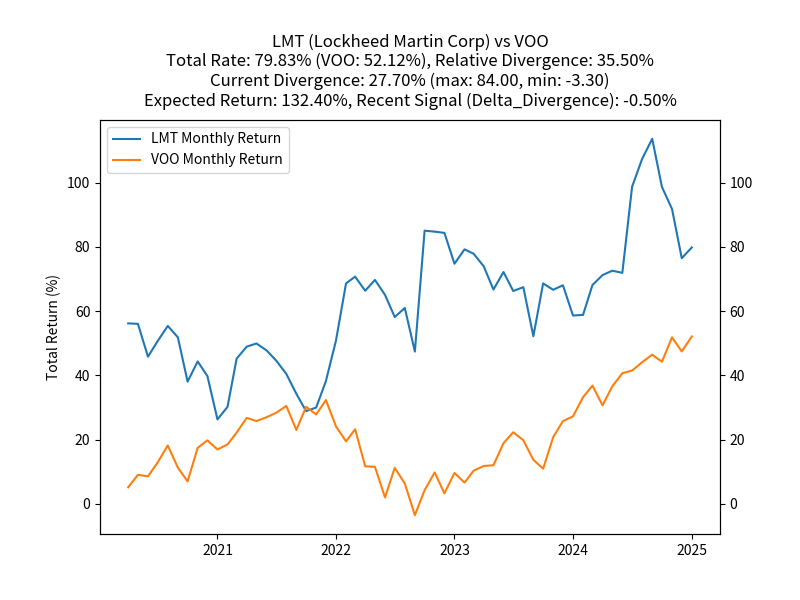 LMT (Lockheed Martin Corp) vs VOO
Total Rate: 79.83% (VOO: 52.12%), Relative Divergence: 35.50%
Current Divergence: 27.70% (max: 84.00, min: -3.30)
Expected Return: 132.40%, Recent Signal (Delta_Divergence): -0.50%
LMT Monthly Return
VOO Monthly Return
Total Return (%)
100
80
60
40
20
0
100
80
60
40
20
0
2021
2022
2023
2024
2025